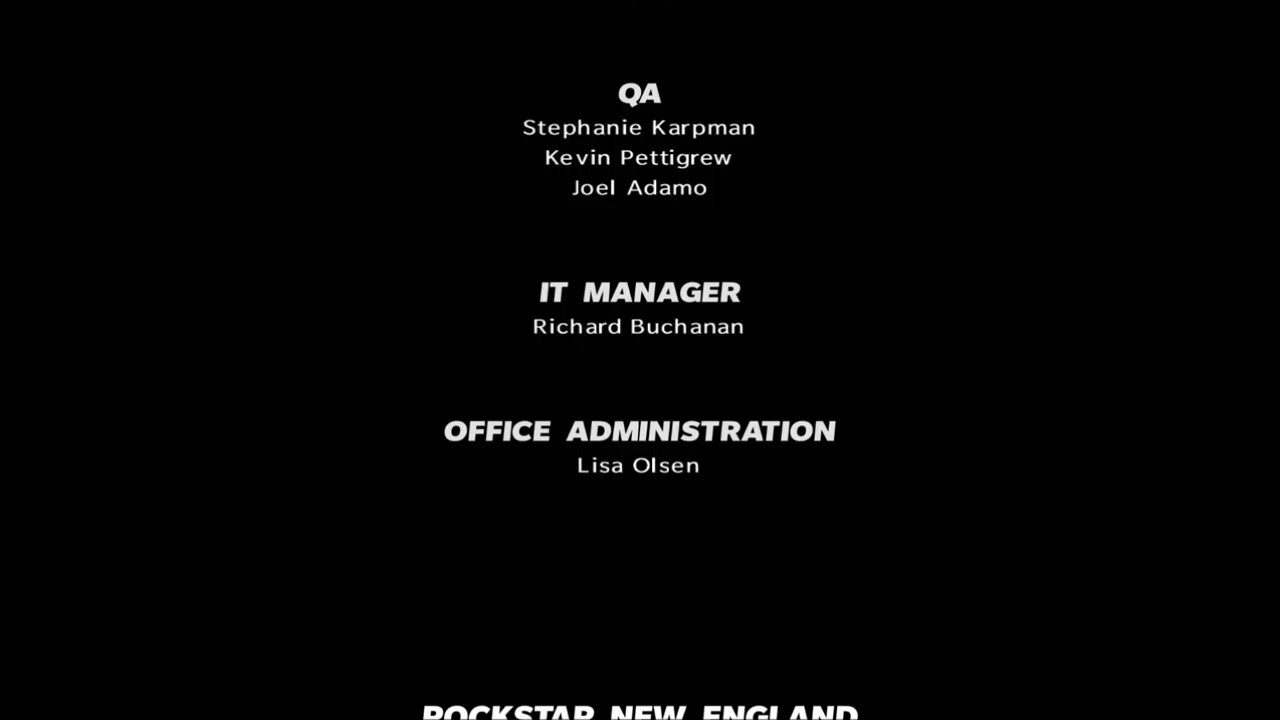 QA
Stephanie Karpman
Kevin Pettigrew
Joel Adamo
IT MANAGER
Richard Buchanan
OFFICE ADMINISTRATION
Lisa Olsen
ROCKSTAR NEW ENGLAND